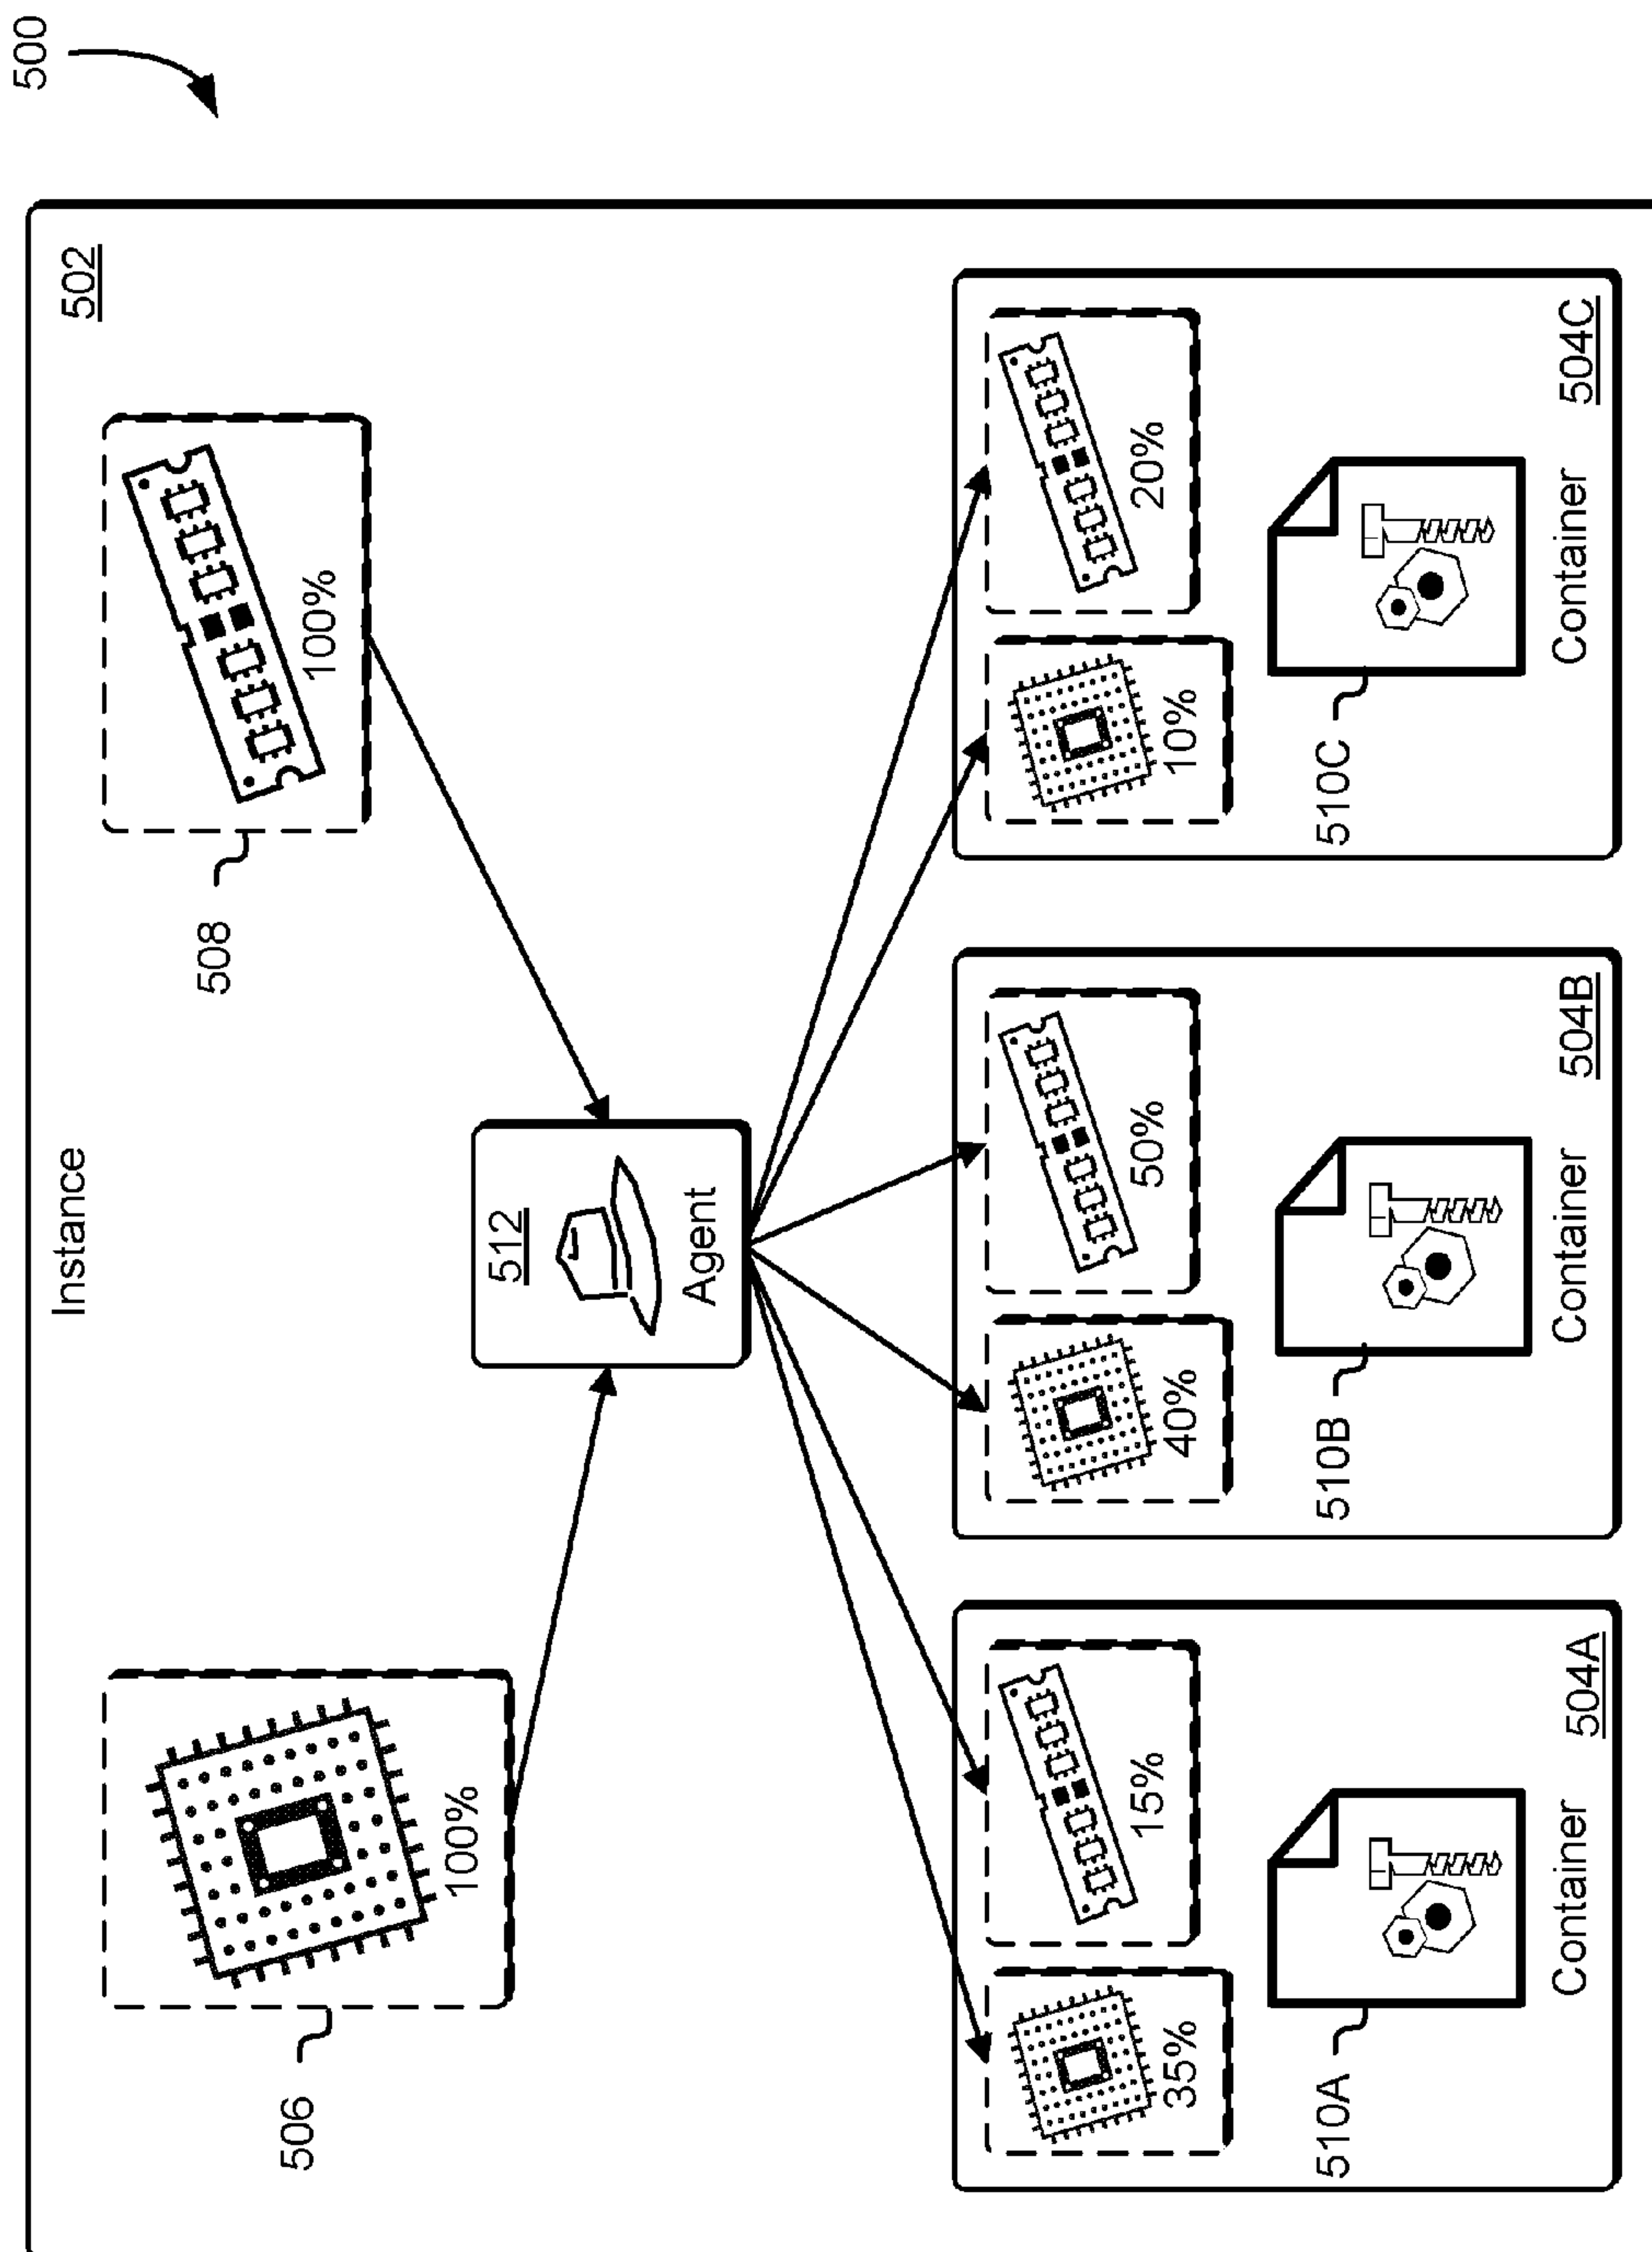 500
Instance
502
506
100%
508
100%
512
Agent
35%
15%
510A
Container
504A
40%
50%
510B
Container
504B
10%
20%
510C
Container
504C